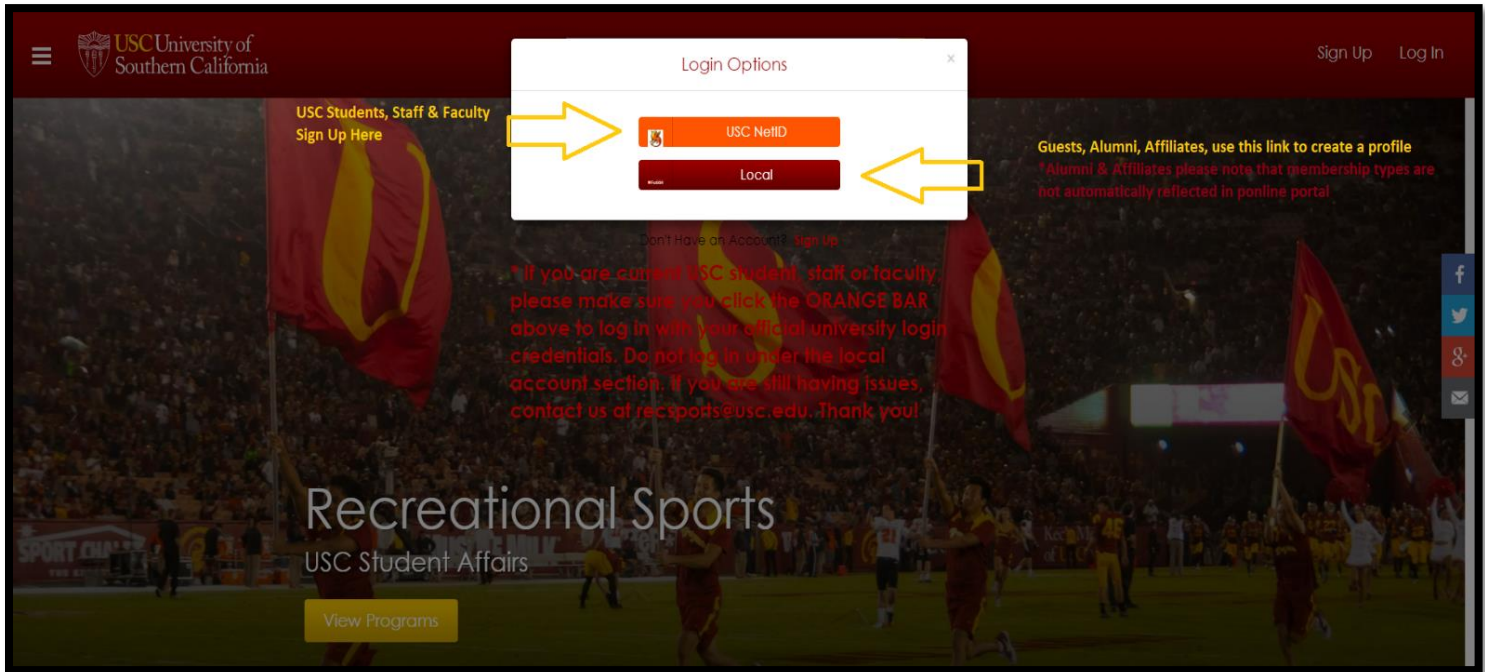 USC University of
Southern California
Login Options
×
Sign Up Log In
USC Students, Staff & Faculty
Sign Up Here
USC NetID
Local
Guests, Alumni, Affiliates, use this link to create a profile
*Alumni & Affiliates please note that membership types are
not automatically reflected in ponline portal
Don't Have an Account? Sign Up
* If you are current USC student, staff or faculty,
please make sure you click the ORANGE BAR
above to log in with your official university login
credentials. Do not log in under the local
account section. If you are still having issues,
contact us at recsports@usc.edu. Thank you!
Recreational Sports
USC Student Affairs
View Programs
SPORT CHALET
MILK